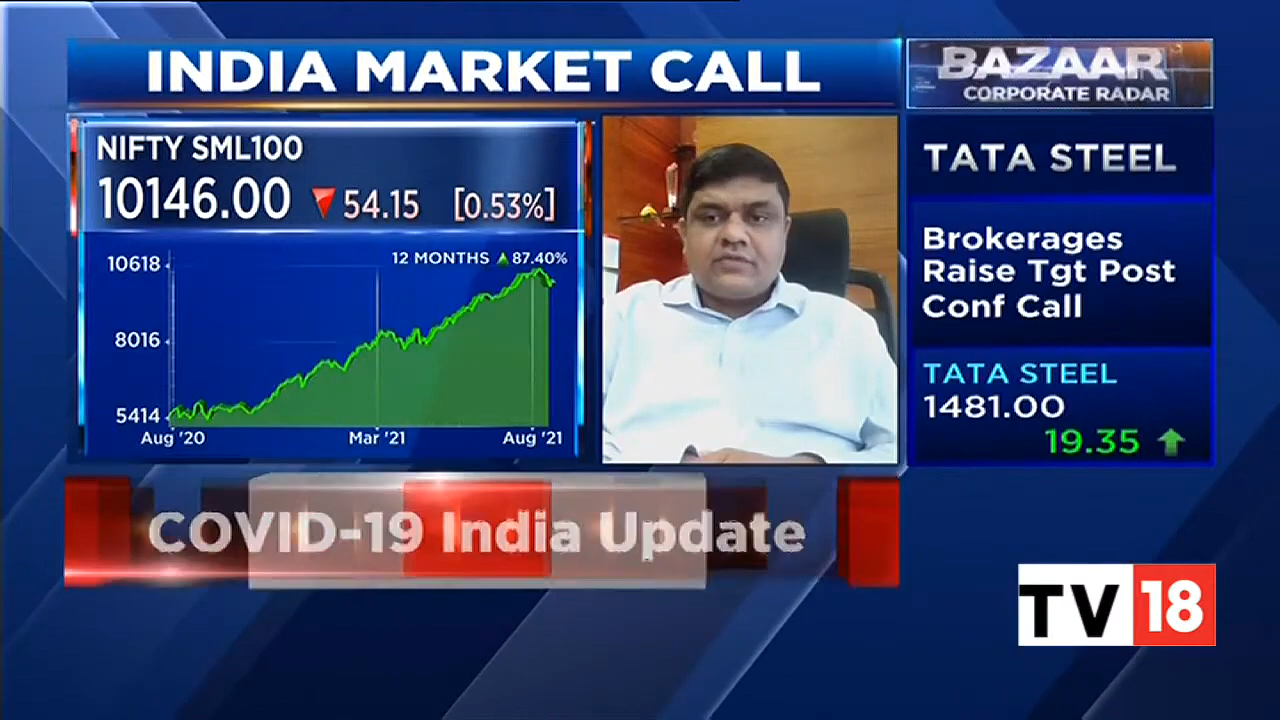 INDIA MARKET CALL
BAZAAR
CORPORATE RADAR
NIFTY SML100
10146.00 ▼ 54.15 [0.53%]
12 MONTHS ▲ 87.40%
10618
8016
5414
Aug '20 Mar '21 Aug '21
TATA STEEL
Brokerages
Raise Tgt Post
Conf Call
TATA STEEL
1481.00
19.35
COVID-19 India Update
TV 18